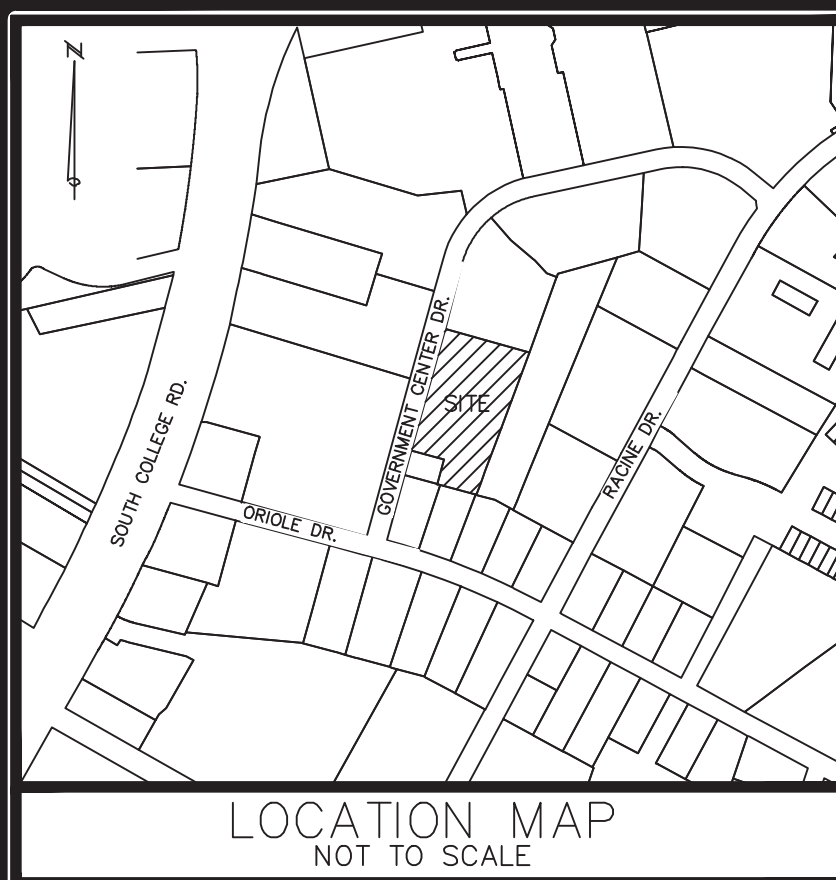 N
GOVERNMENT CENTER DR.
SITE
SOUTH COLLEGE RD.
RACINE DR.
ORIOLE DR.
LOCATION MAP
NOT TO SCALE